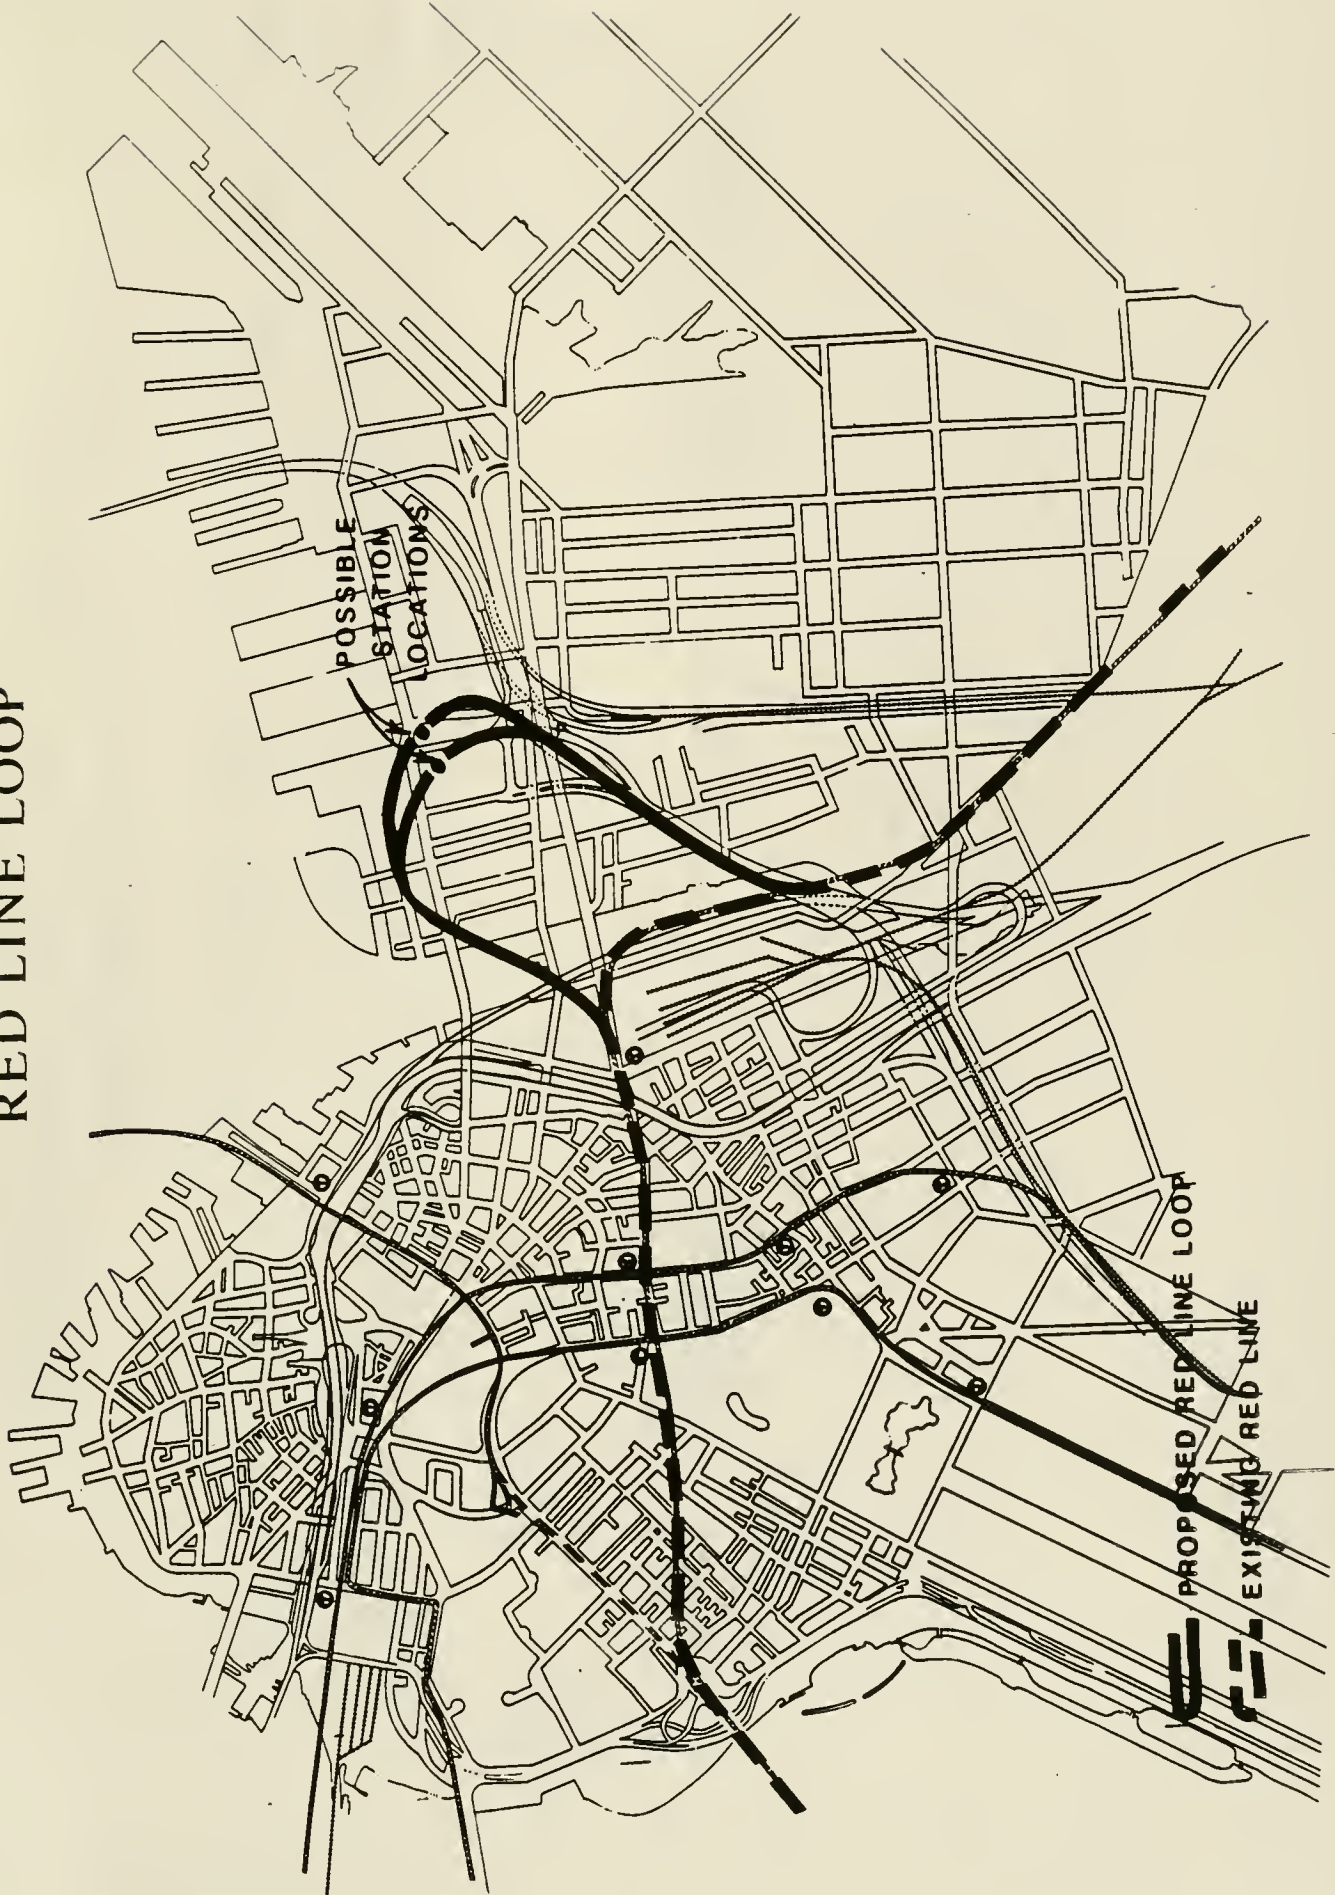 RED LINE LOOP
POSSIBLE
STATION
LOCATIONS
PROPOSED RED LINE LOOP
EXISTING RED LINE